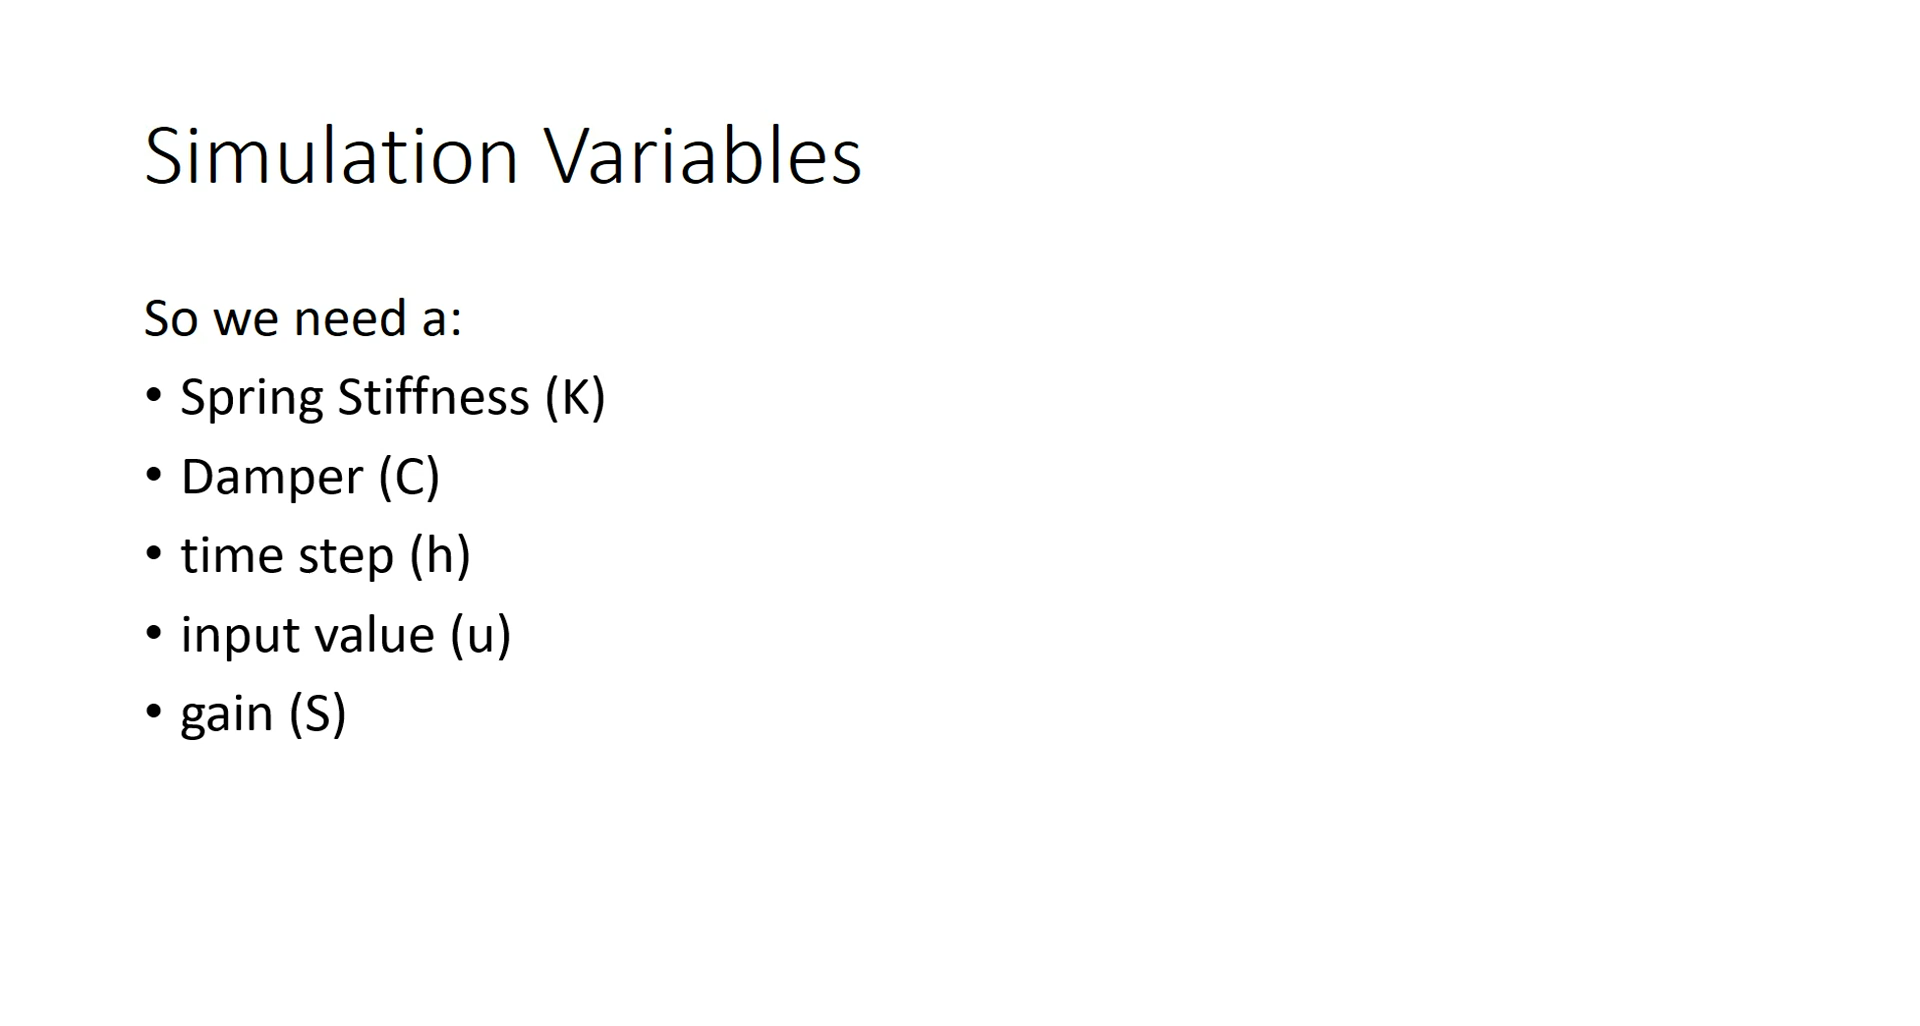 Simulation Variables
So we need a:
• Spring Stiffness (K)
• Damper (C)
• time step (h)
• input value (u)
• gain (S)